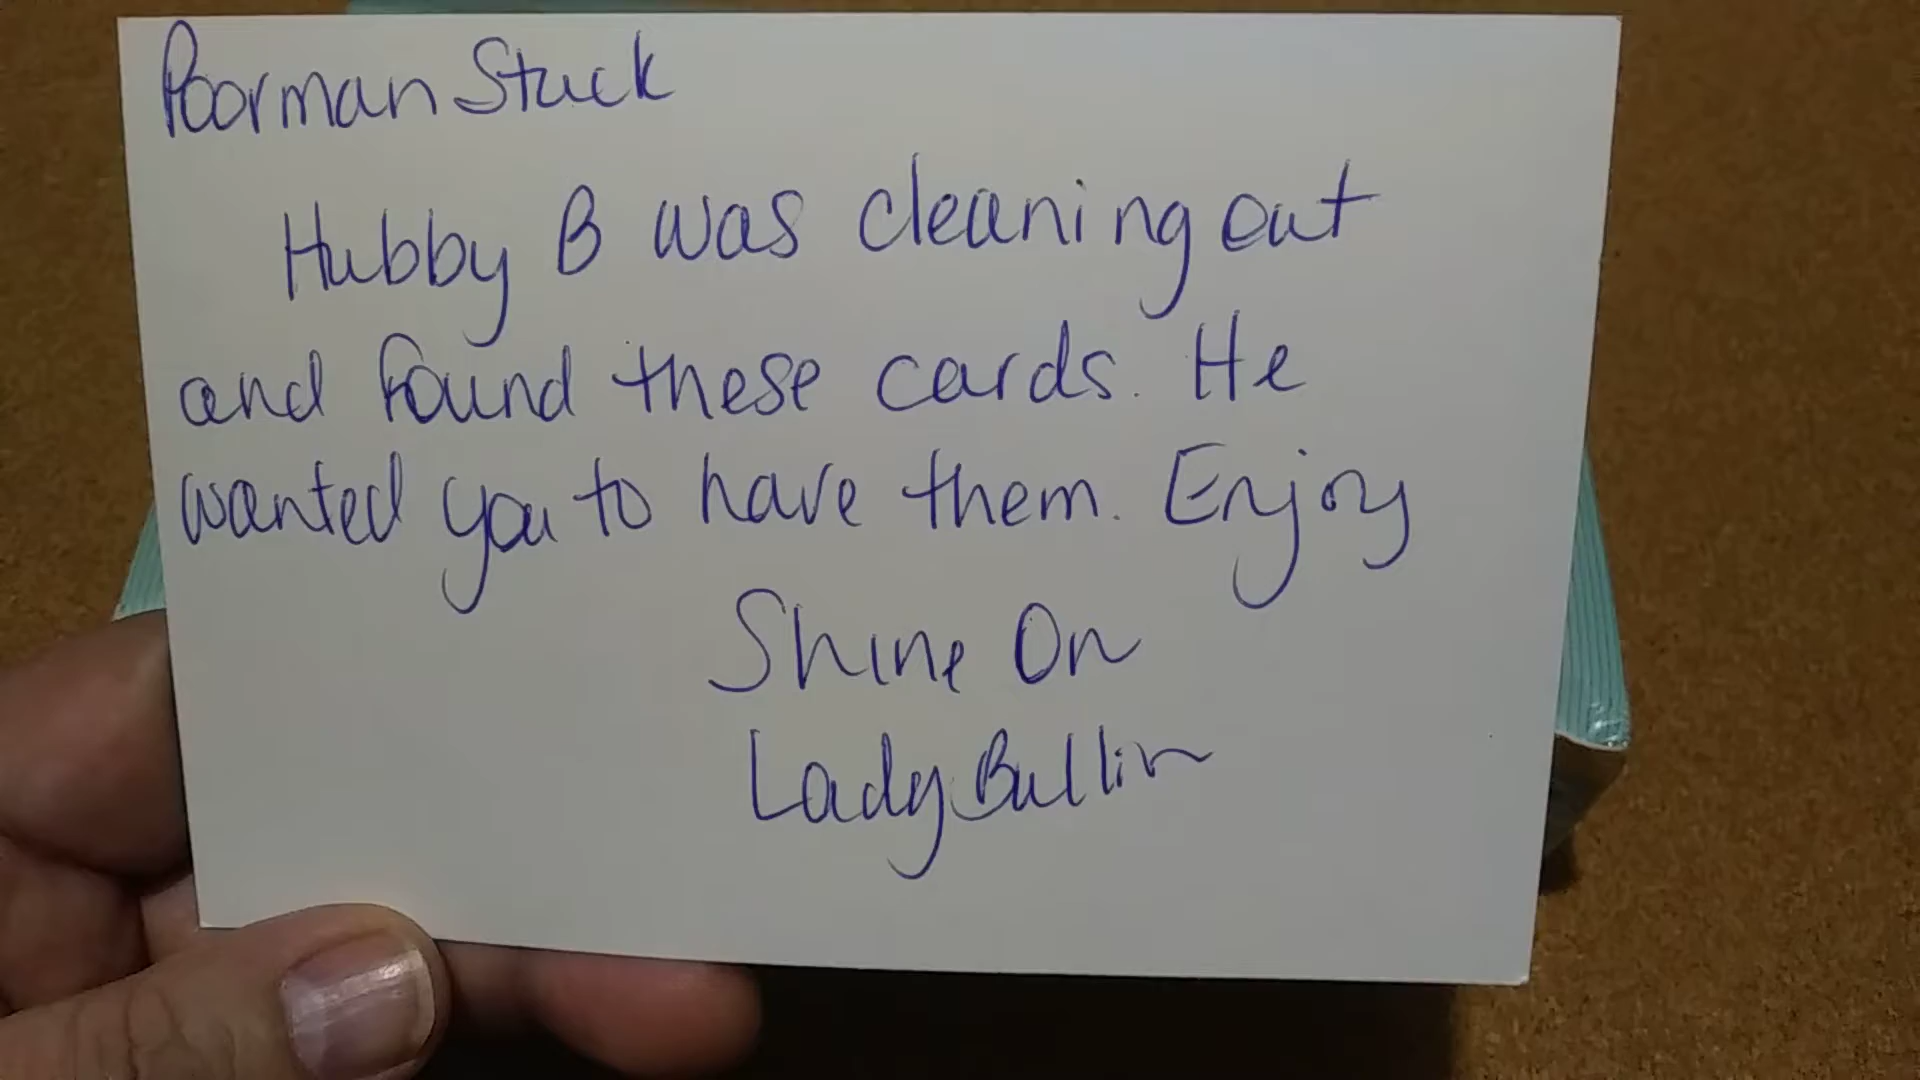 Poorman Stuck
Hubby B was cleaning out
and found these cards. He
wanted you to have them. Enjoy
Shine On
Lady Bullin